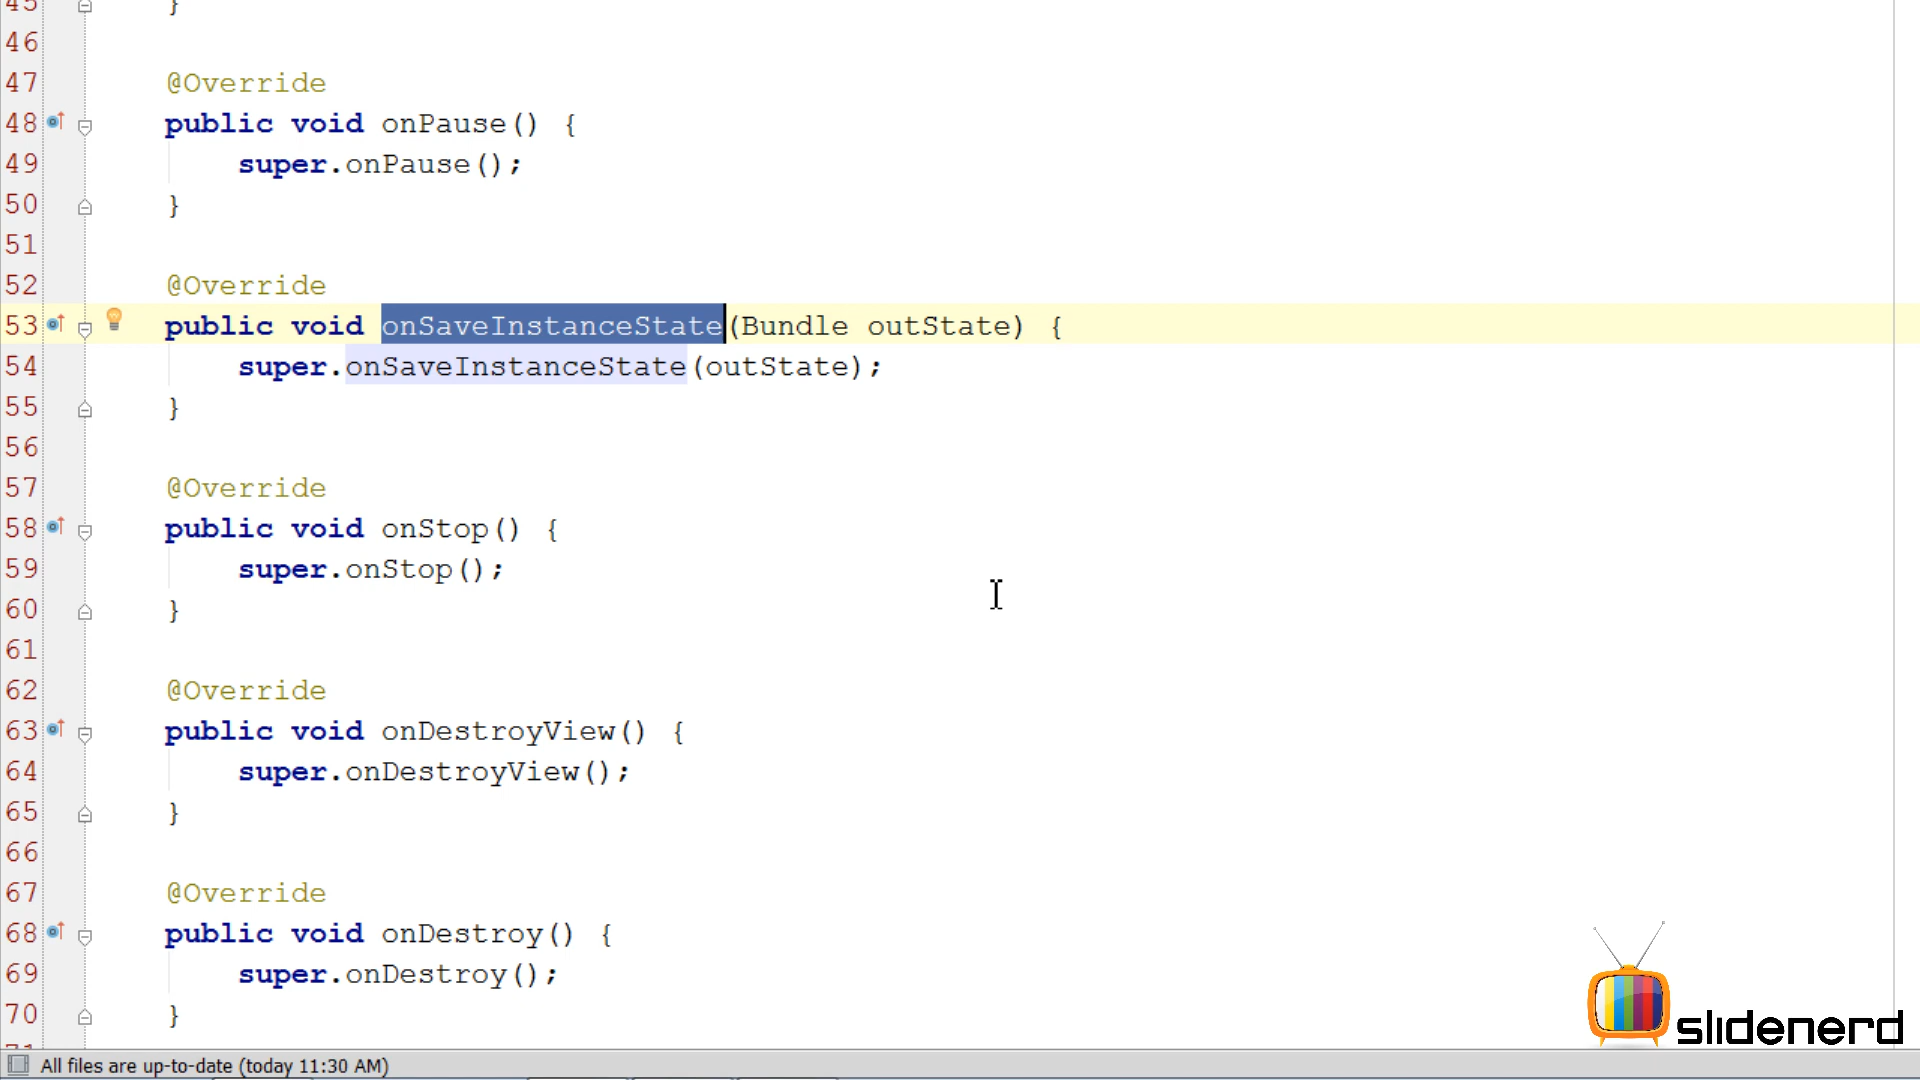 45 }
46
47 @Override
48 public void onPause() {
49 super.onPause();
50 }
51
52 @Override
53 public void onSaveInstanceState(Bundle outState) {
54 super.onSaveInstanceState(outState);
55 }
56
57 @Override
58 public void onStop() {
59 super.onStop();
60 }
61
62 @Override
63 public void onDestroyView() {
64 super.onDestroyView();
65 }
66
67 @Override
68 public void onDestroy() {
69 super.onDestroy();
70 }
slidenerd
All files are up-to-date (today 11:30 AM)